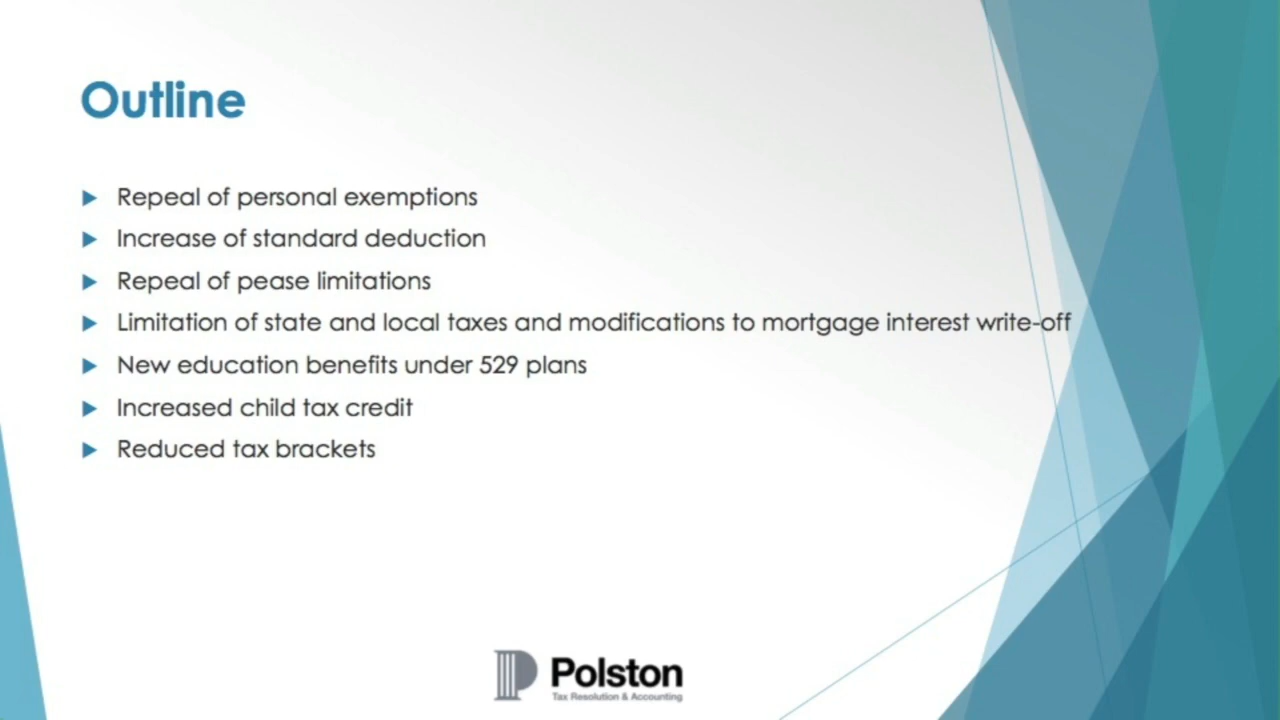 Outline
Repeal of personal exemptions
Increase of standard deduction
Repeal of pease limitations
Limitation of state and local taxes and modifications to mortgage interest write-off
New education benefits under 529 plans
Increased child tax credit
Reduced tax brackets
Polston
Tax Resolution & Accounting